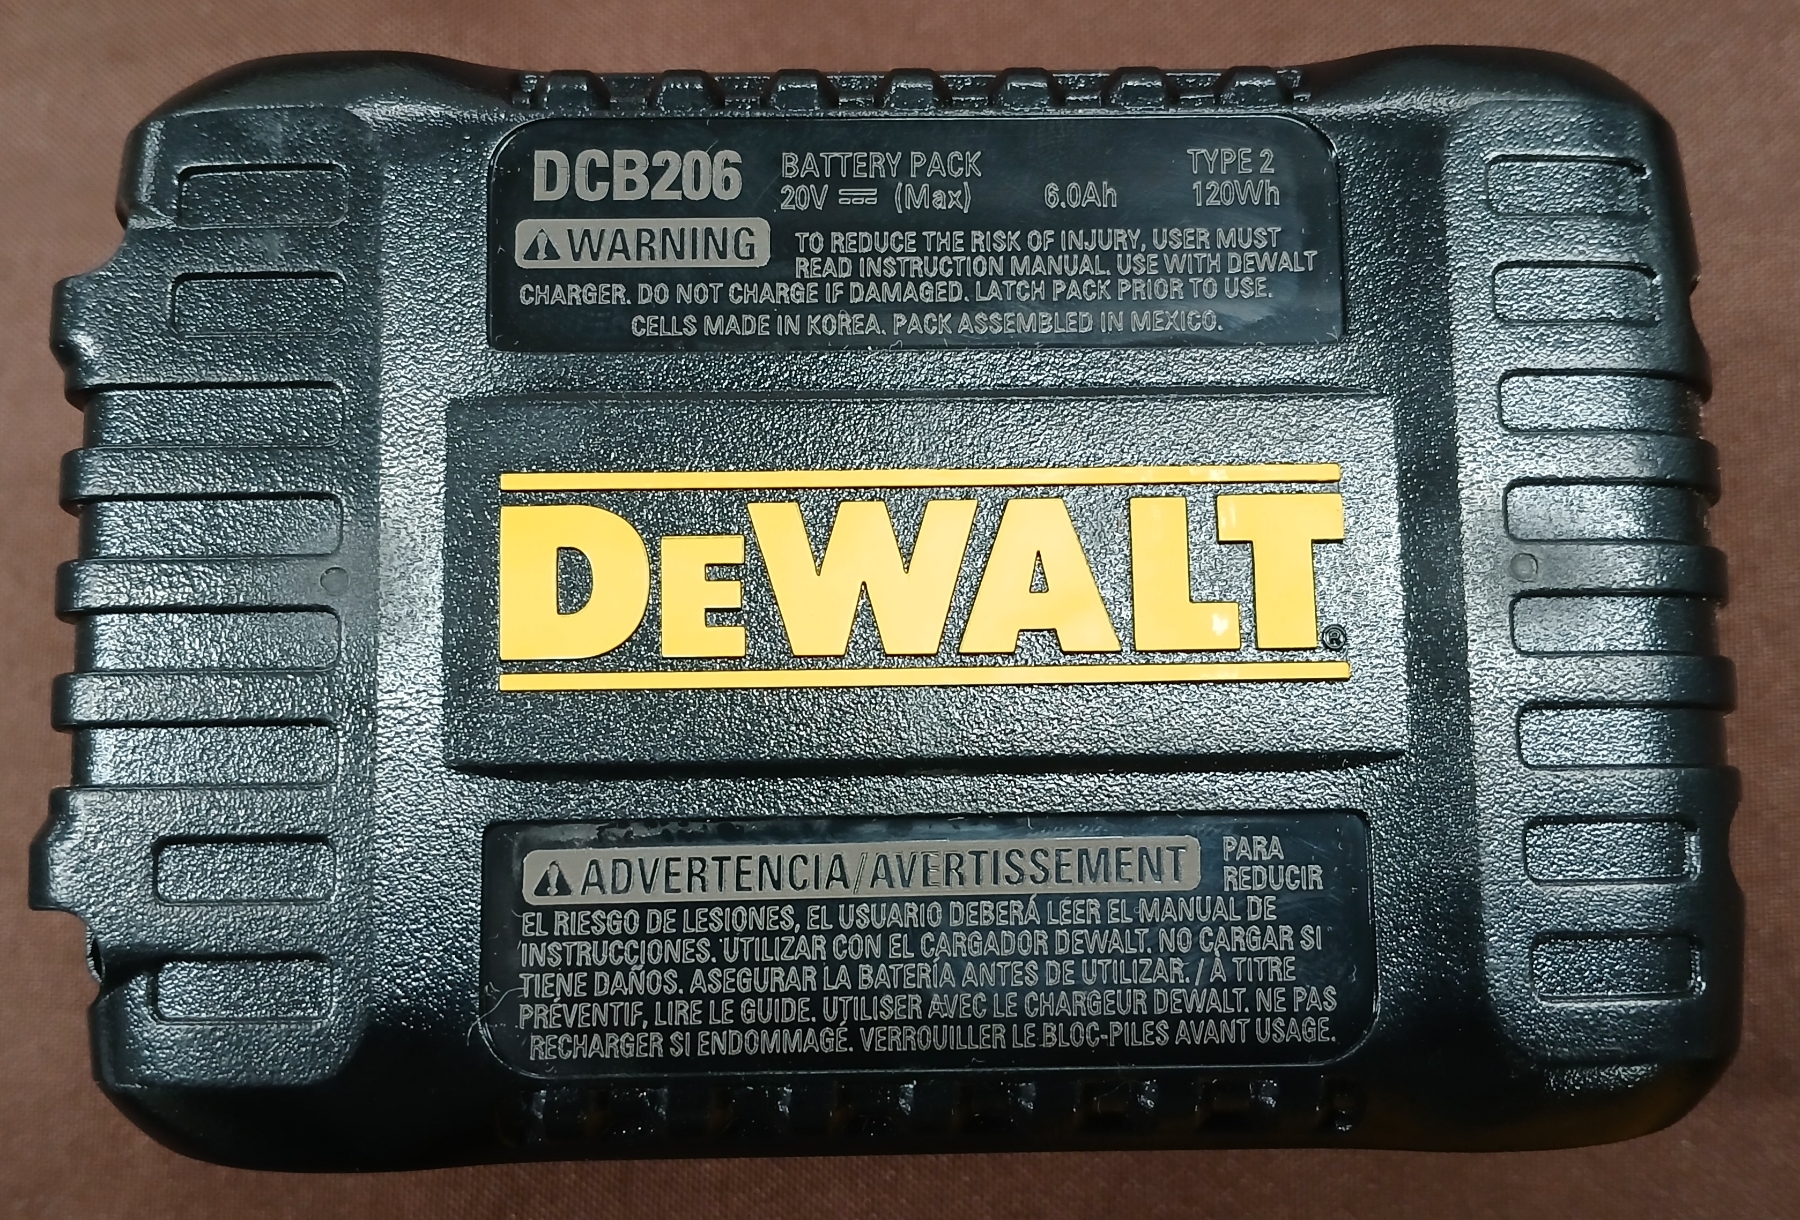 DCB206 BATTERY PACK TYPE 2
20V ⎓ (Max) 6.0Ah 120Wh
⚠WARNING TO REDUCE THE RISK OF INJURY, USER MUST
READ INSTRUCTION MANUAL. USE WITH DEWALT
CHARGER. DO NOT CHARGE IF DAMAGED. LATCH PACK PRIOR TO USE.
CELLS MADE IN KOREA. PACK ASSEMBLED IN MEXICO.
DEWALT®
⚠ADVERTENCIA/AVERTISSEMENT PARA
REDUCIR
EL RIESGO DE LESIONES, EL USUARIO DEBERÁ LEER EL MANUAL DE
INSTRUCCIONES. UTILIZAR CON EL CARGADOR DEWALT. NO CARGAR SI
TIENE DAÑOS. ASEGURAR LA BATERÍA ANTES DE UTILIZAR. / À TITRE
PRÉVENTIF, LIRE LE GUIDE. UTILISER AVEC LE CHARGEUR DEWALT. NE PAS
RECHARGER SI ENDOMMAGÉ. VERROUILLER LE BLOC-PILES AVANT USAGE.